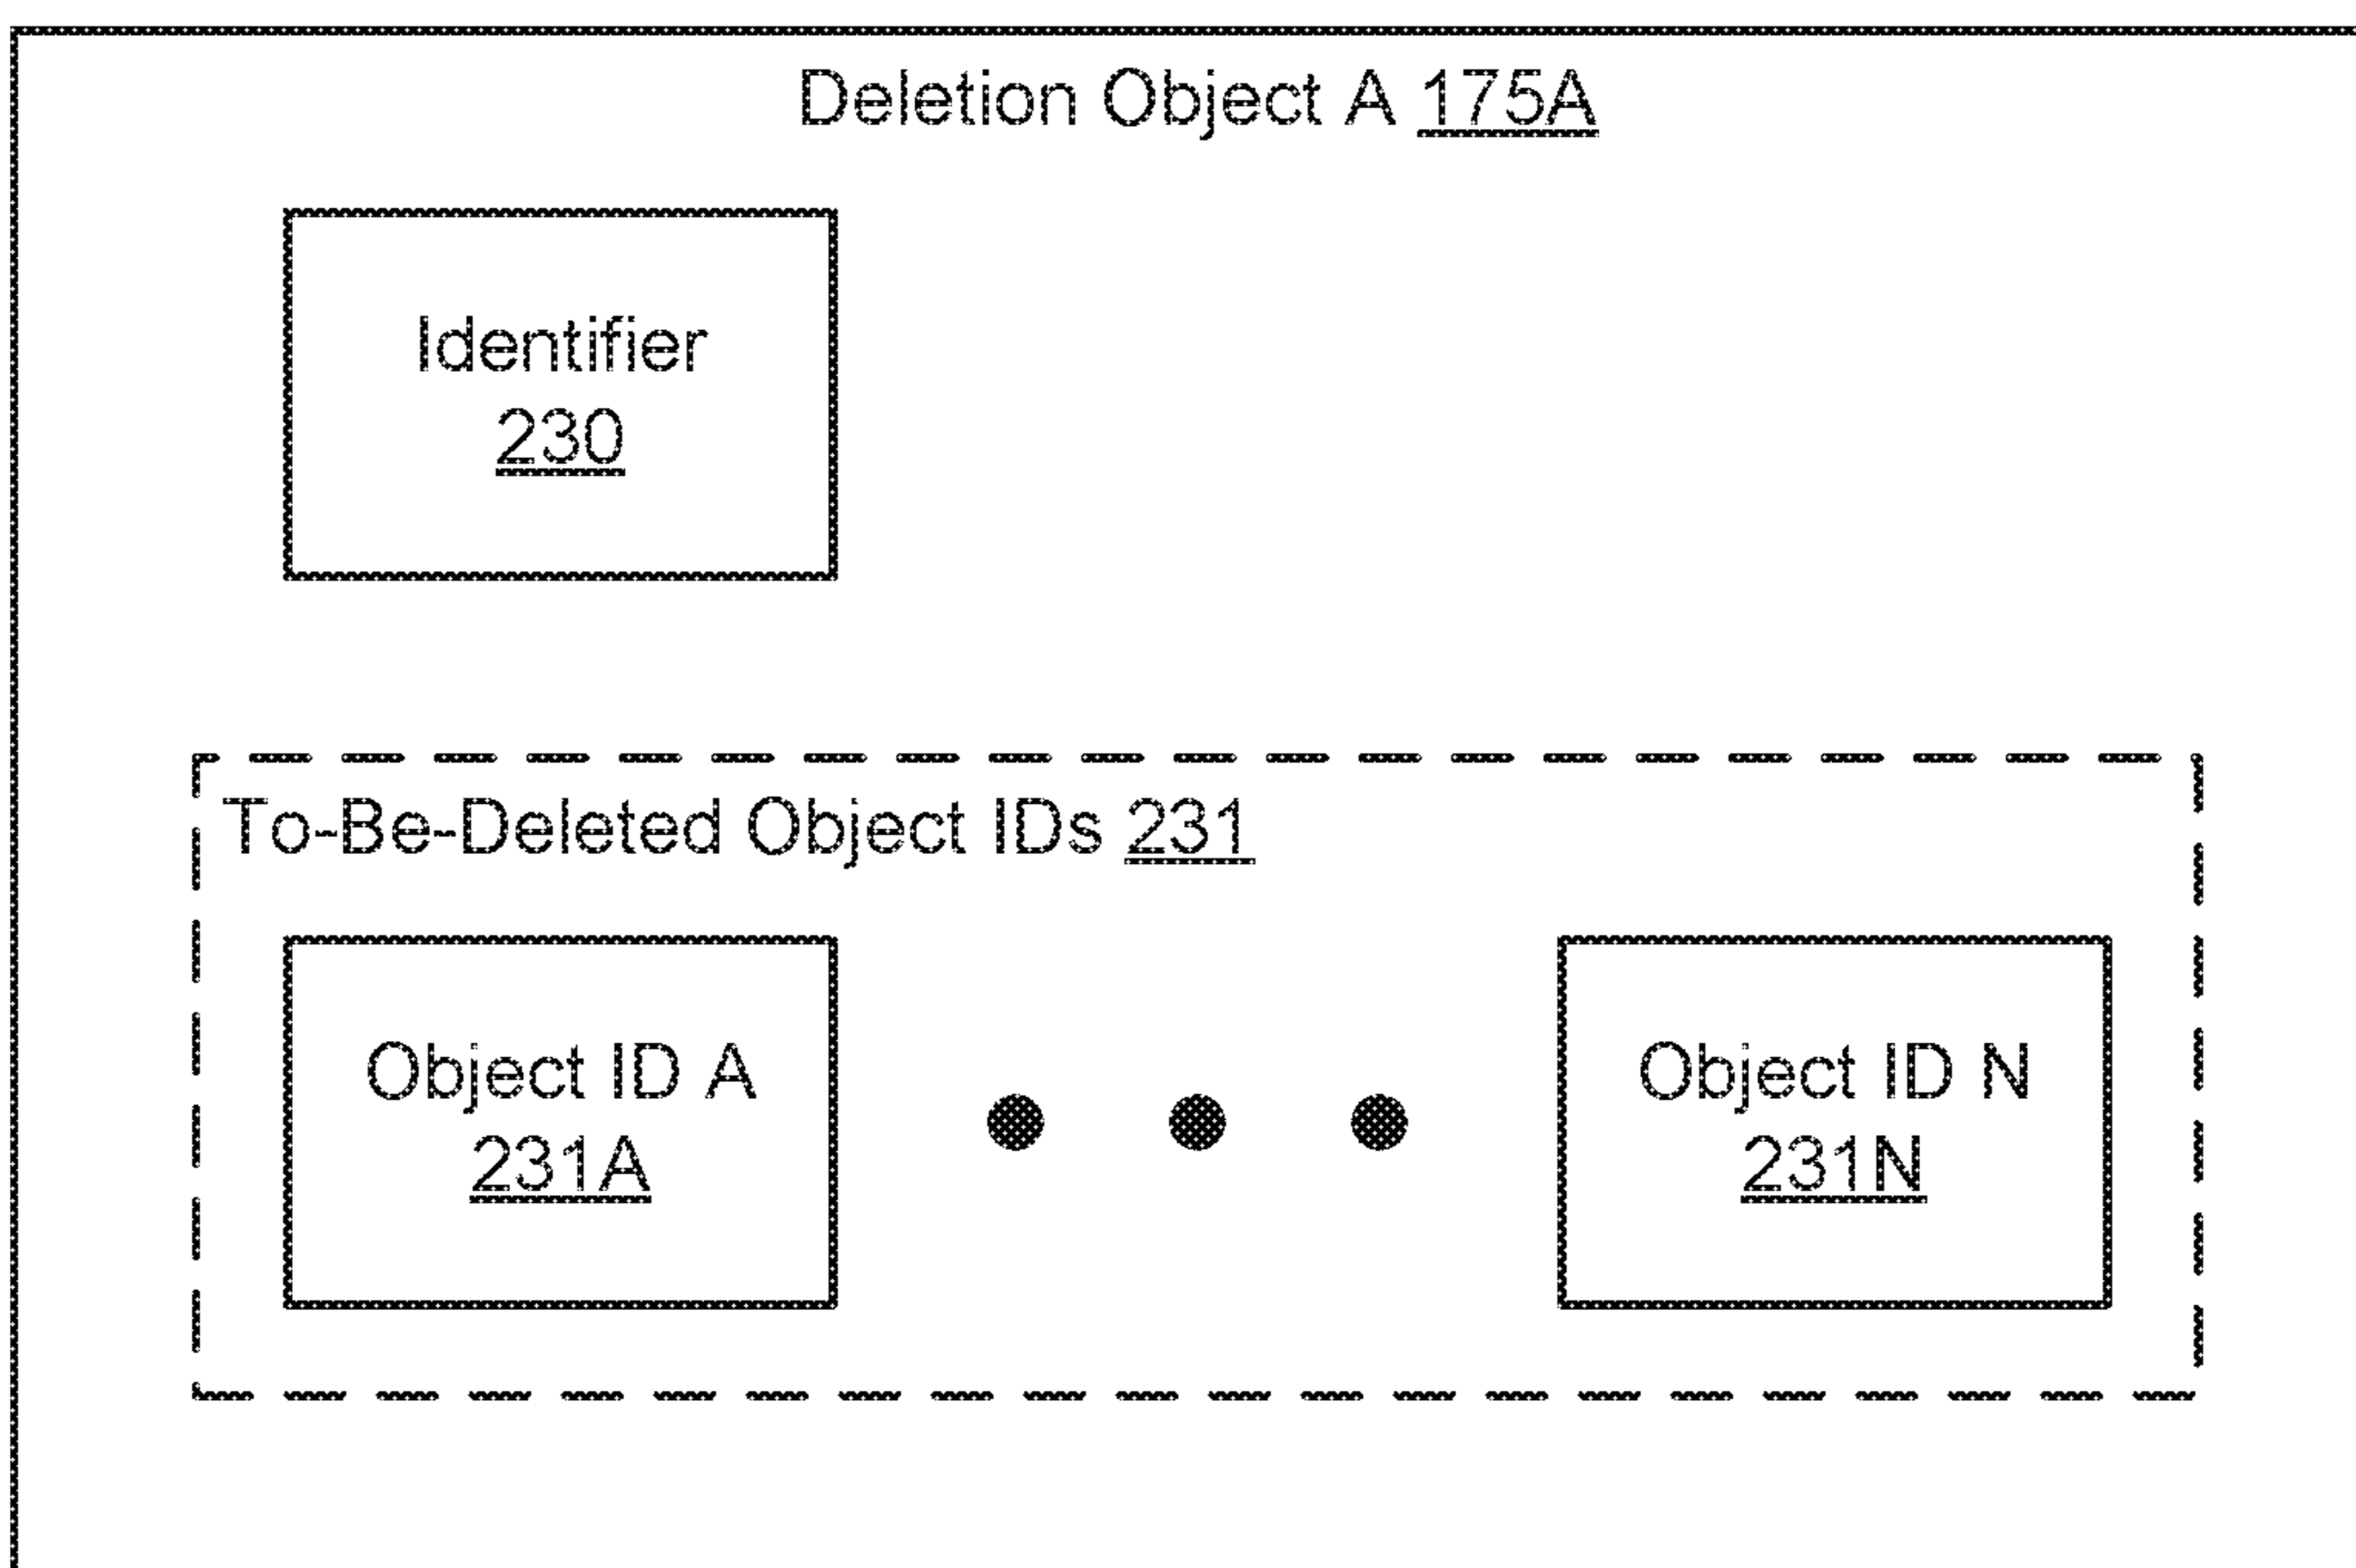 Deletion Object A 175A
Identifier
230
To-Be-Deleted Object IDs 231
Object ID A
231A
Object ID N
231N